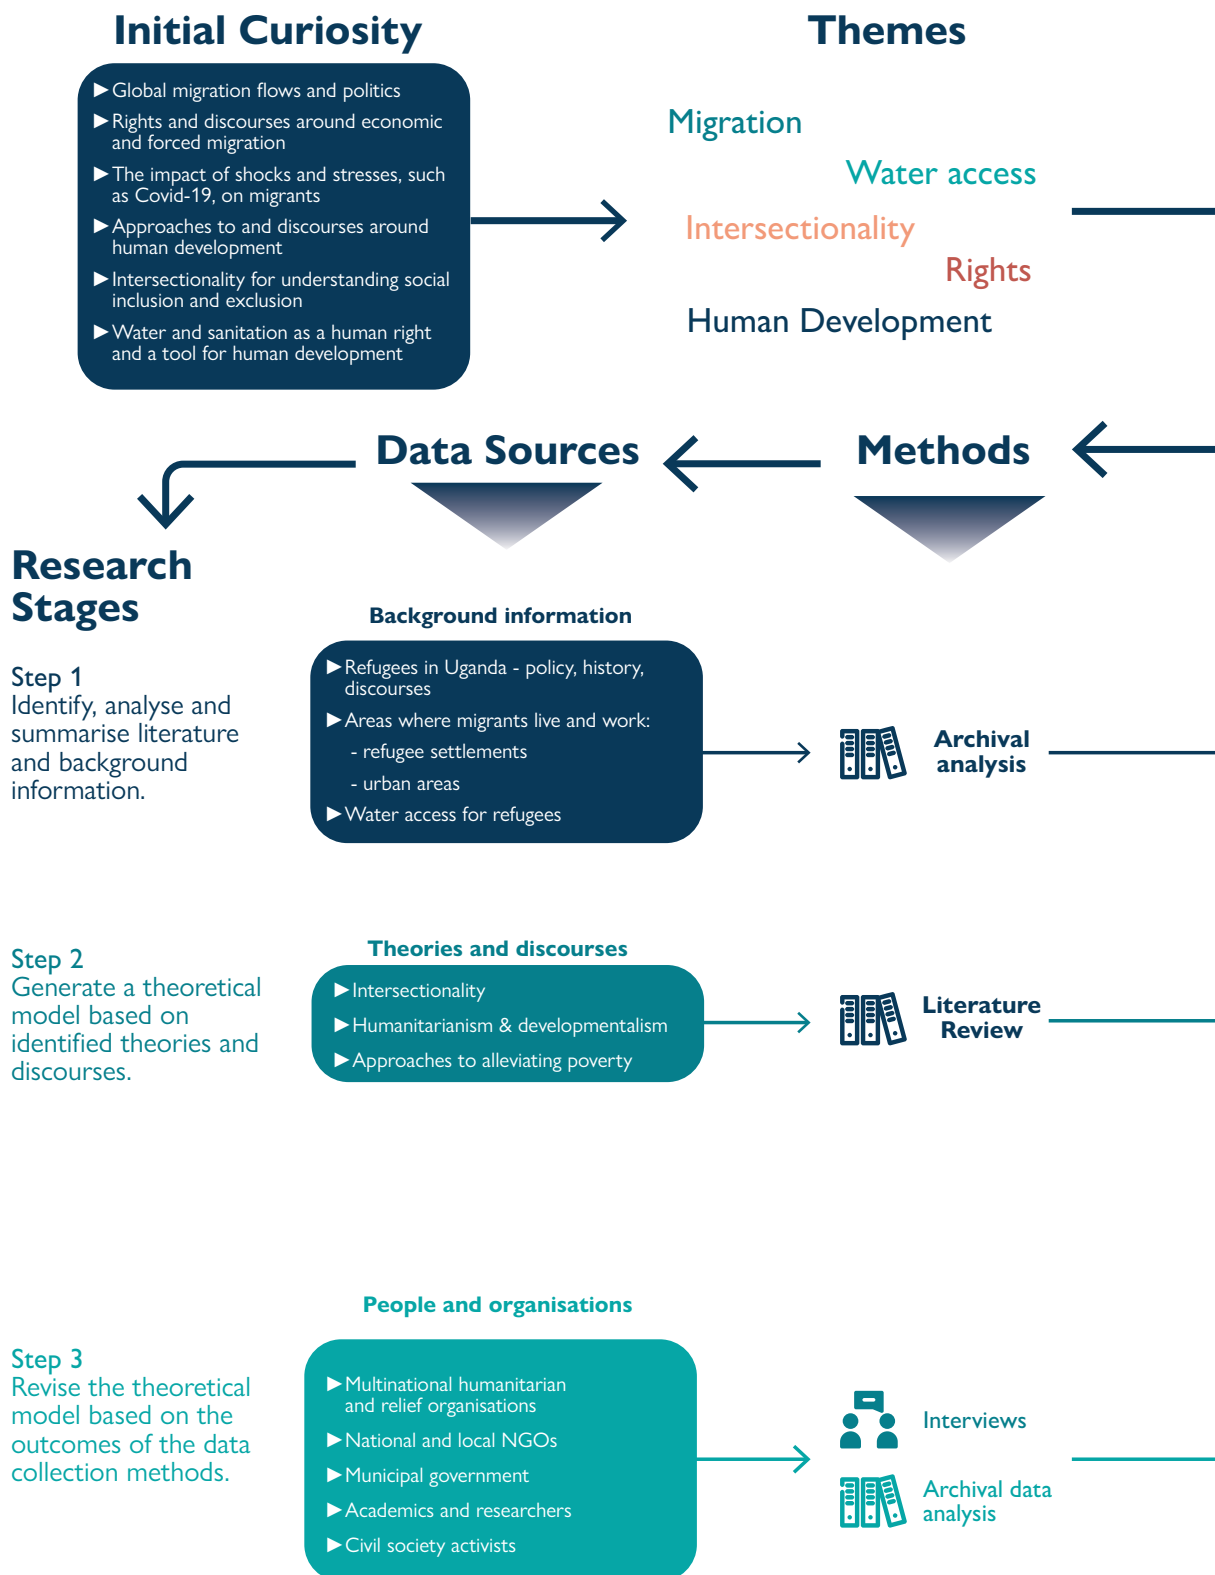 Initial Curiosity
► Global migration flows and politics
► Rights and discourses around economic
and forced migration
► The impact of shocks and stresses, such
as Covid-19, on migrants
► Approaches to and discourses around
human development
► Intersectionality for understanding social
inclusion and exclusion
► Water and sanitation as a human right
and a tool for human development
Themes
Migration
Water access
Intersectionality
Rights
Human Development
Methods
Data Sources
Research
Stages
Step 1
Identify, analyse and
summarise literature
and background
information.
Background information
► Refugees in Uganda - policy, history,
discourses
► Areas where migrants live and work:
- refugee settlements
- urban areas
► Water access for refugees
Archival
analysis
Step 2
Generate a theoretical
model based on
identified theories and
discourses.
Theories and discourses
► Intersectionality
► Humanitarianism & developmentalism
► Approaches to alleviating poverty
Literature
Review
Step 3
Revise the theoretical
model based on the
outcomes of the data
collection methods.
People and organisations
► Multinational humanitarian
and relief organisations
► National and local NGOs
► Municipal government
► Academics and researchers
► Civil society activists
Interviews
Archival data
analysis